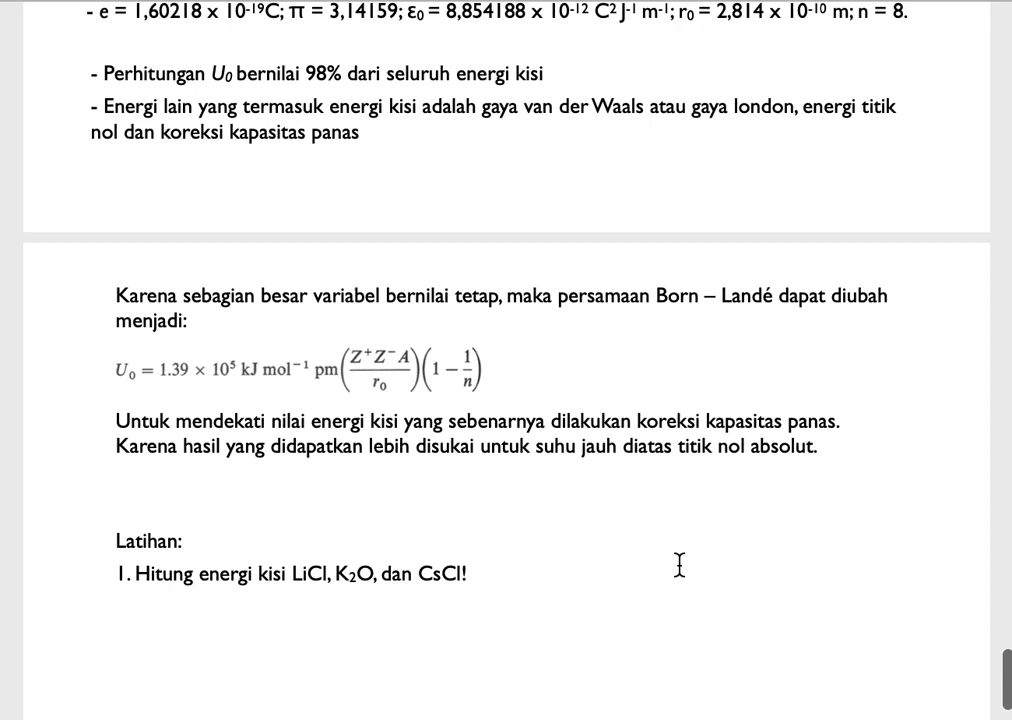 - e = 1,60218 x 10⁻¹⁹C; π = 3,14159; ε₀ = 8,854188 x 10⁻¹² C² J⁻¹ m⁻¹; r₀ = 2,814 x 10⁻¹⁰ m; n = 8.
- Perhitungan U₀ bernilai 98% dari seluruh energi kisi
- Energi lain yang termasuk energi kisi adalah gaya van der Waals atau gaya london, energi titik
nol dan koreksi kapasitas panas
Karena sebagian besar variabel bernilai tetap, maka persamaan Born – Landé dapat diubah
menjadi:
U₀ = 1.39 × 10⁵ kJ mol⁻¹ pm(Z⁺Z⁻A/r₀)(1 − 1/n)
Untuk mendekati nilai energi kisi yang sebenarnya dilakukan koreksi kapasitas panas.
Karena hasil yang didapatkan lebih disukai untuk suhu jauh diatas titik nol absolut.
Latihan:
1. Hitung energi kisi LiCl, K₂O, dan CsCl!